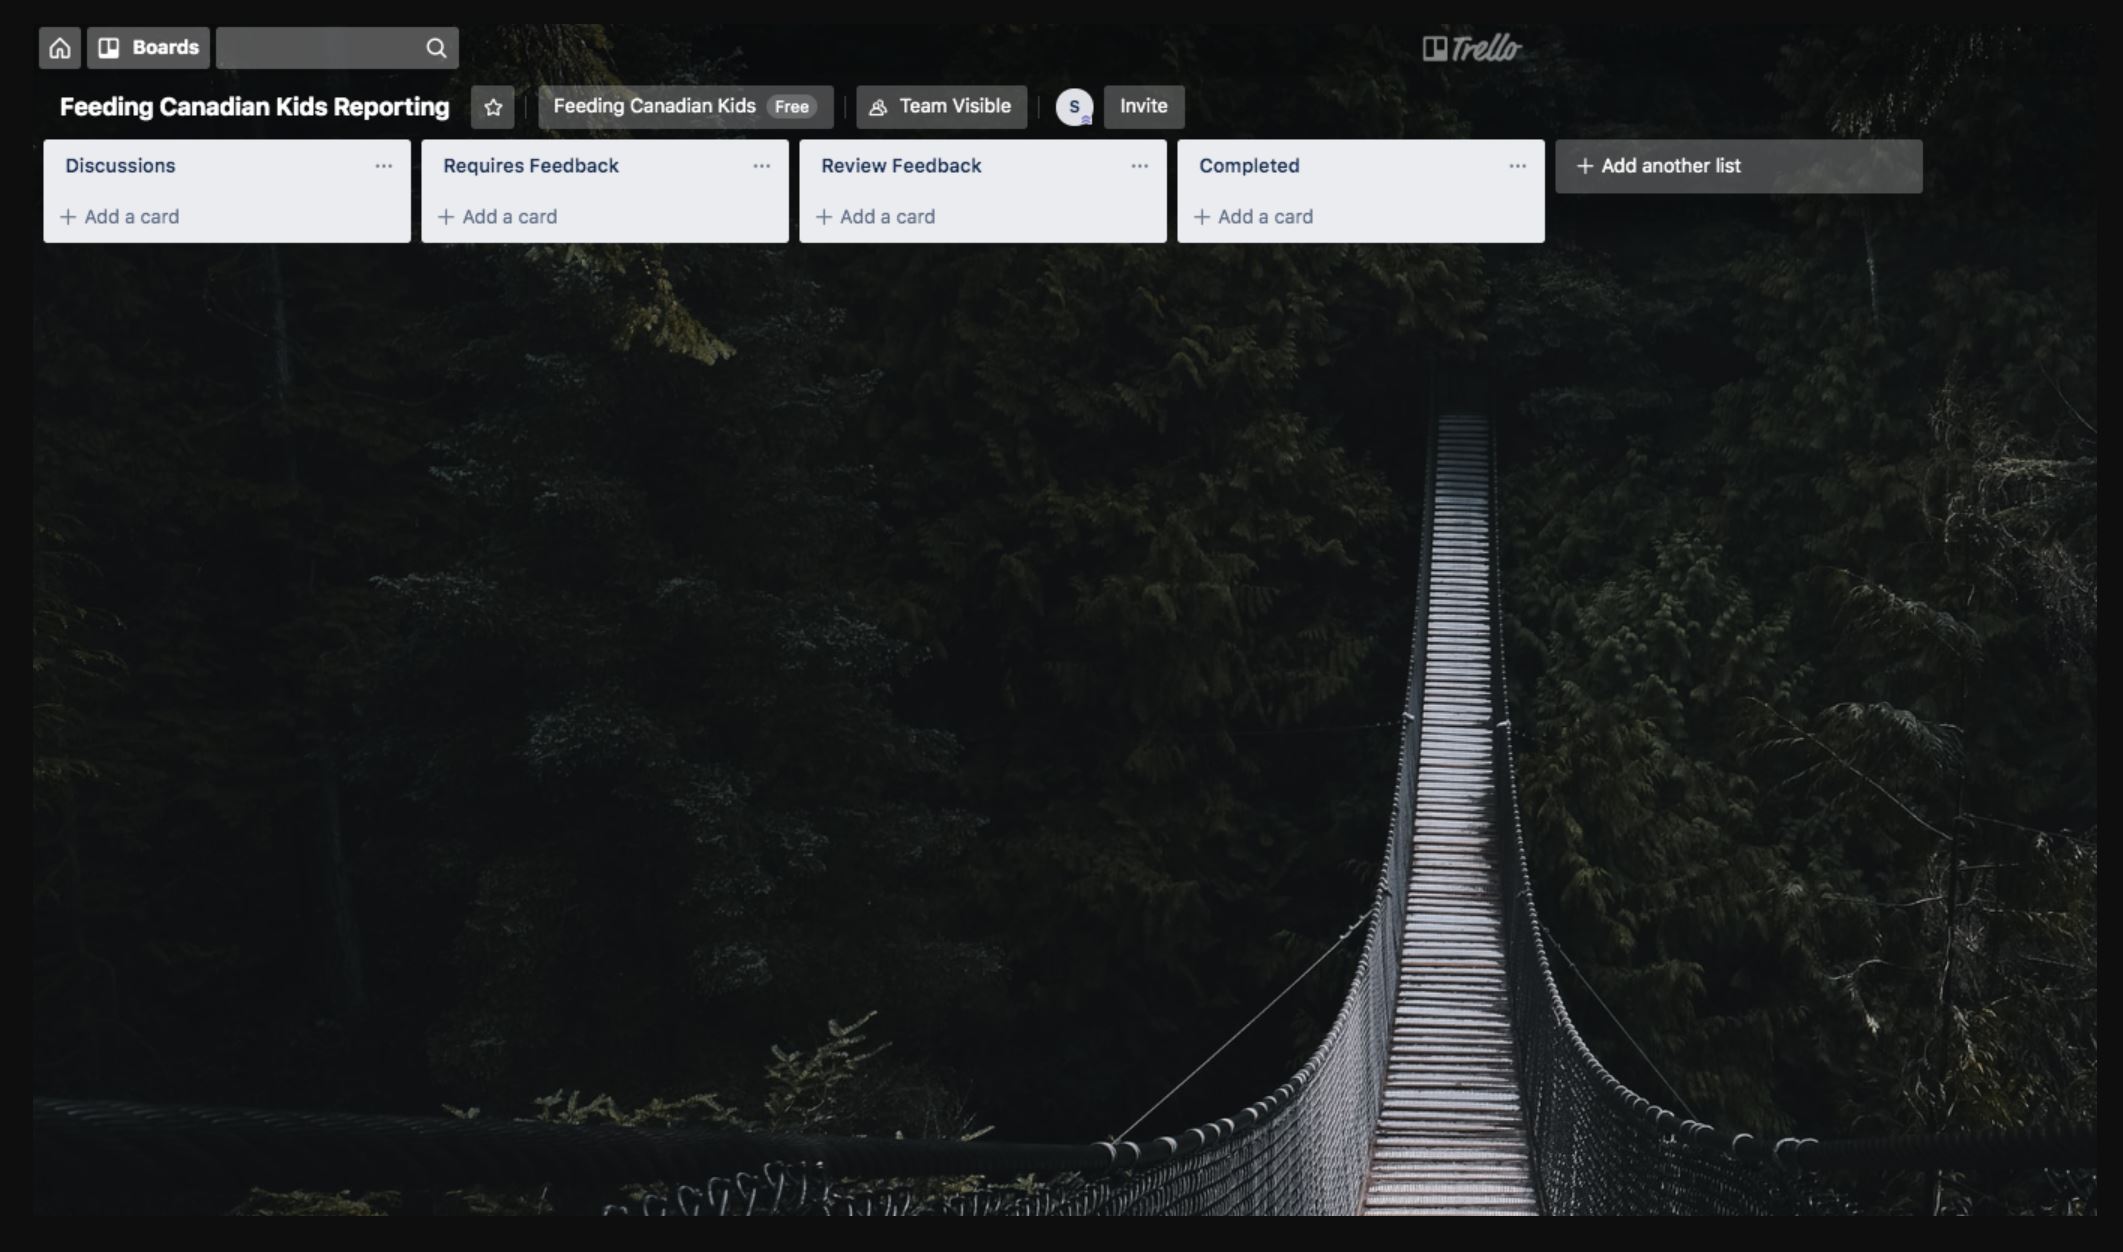 Boards
Trello
Feeding Canadian Kids Reporting
Feeding Canadian Kids Free
Team Visible
S
Invite
Discussions
+ Add a card
Requires Feedback
+ Add a card
Review Feedback
+ Add a card
Completed
+ Add a card
+ Add another list